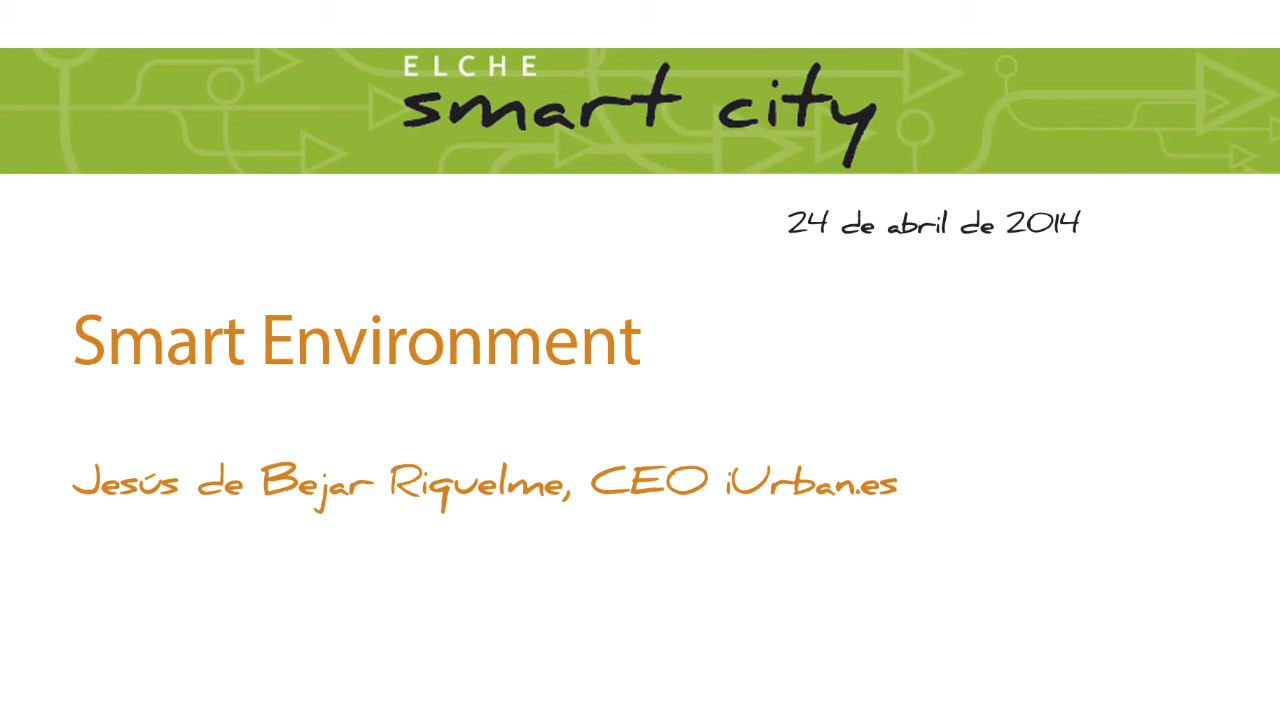 ELCHE
smart city
24 de abril de 2014
Smart Environment
Jesús de Bejar Riquelme, CEO iUrban.es